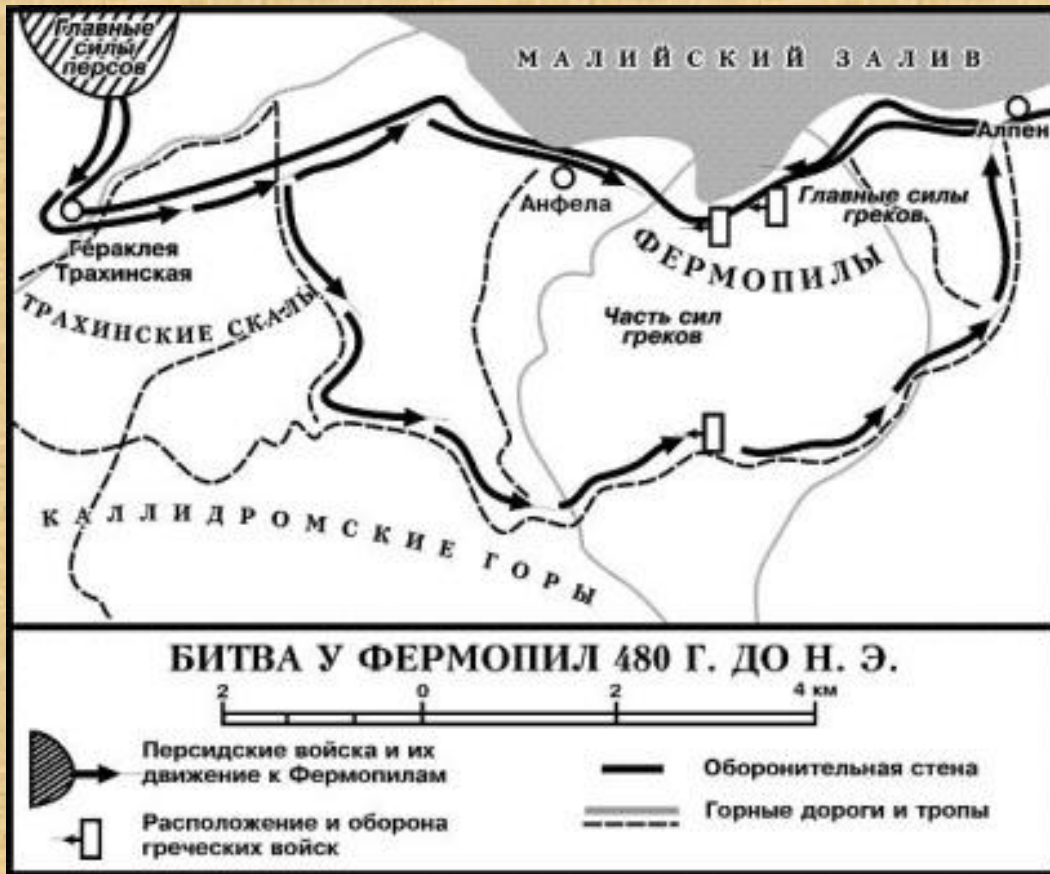 Главные
силы
персов
МАЛИЙСКИЙ ЗАЛИВ
Алпен
Анфела
Главные силы
греков
Гераклея
Трахинская
ФЕРМОПИЛЫ
ТРАХИНСКИЕ СКАЛЫ
Часть сил
греков
КАЛЛИДРОМСКИЕ ГОРЫ
БИТВА У ФЕРМОПИЛ 480 Г. ДО Н. Э.
2 0 2 4 км
Персидские войска и их
движение к Фермопилам
Оборонительная стена
Горные дороги и тропы
Расположение и оборона
греческих войск